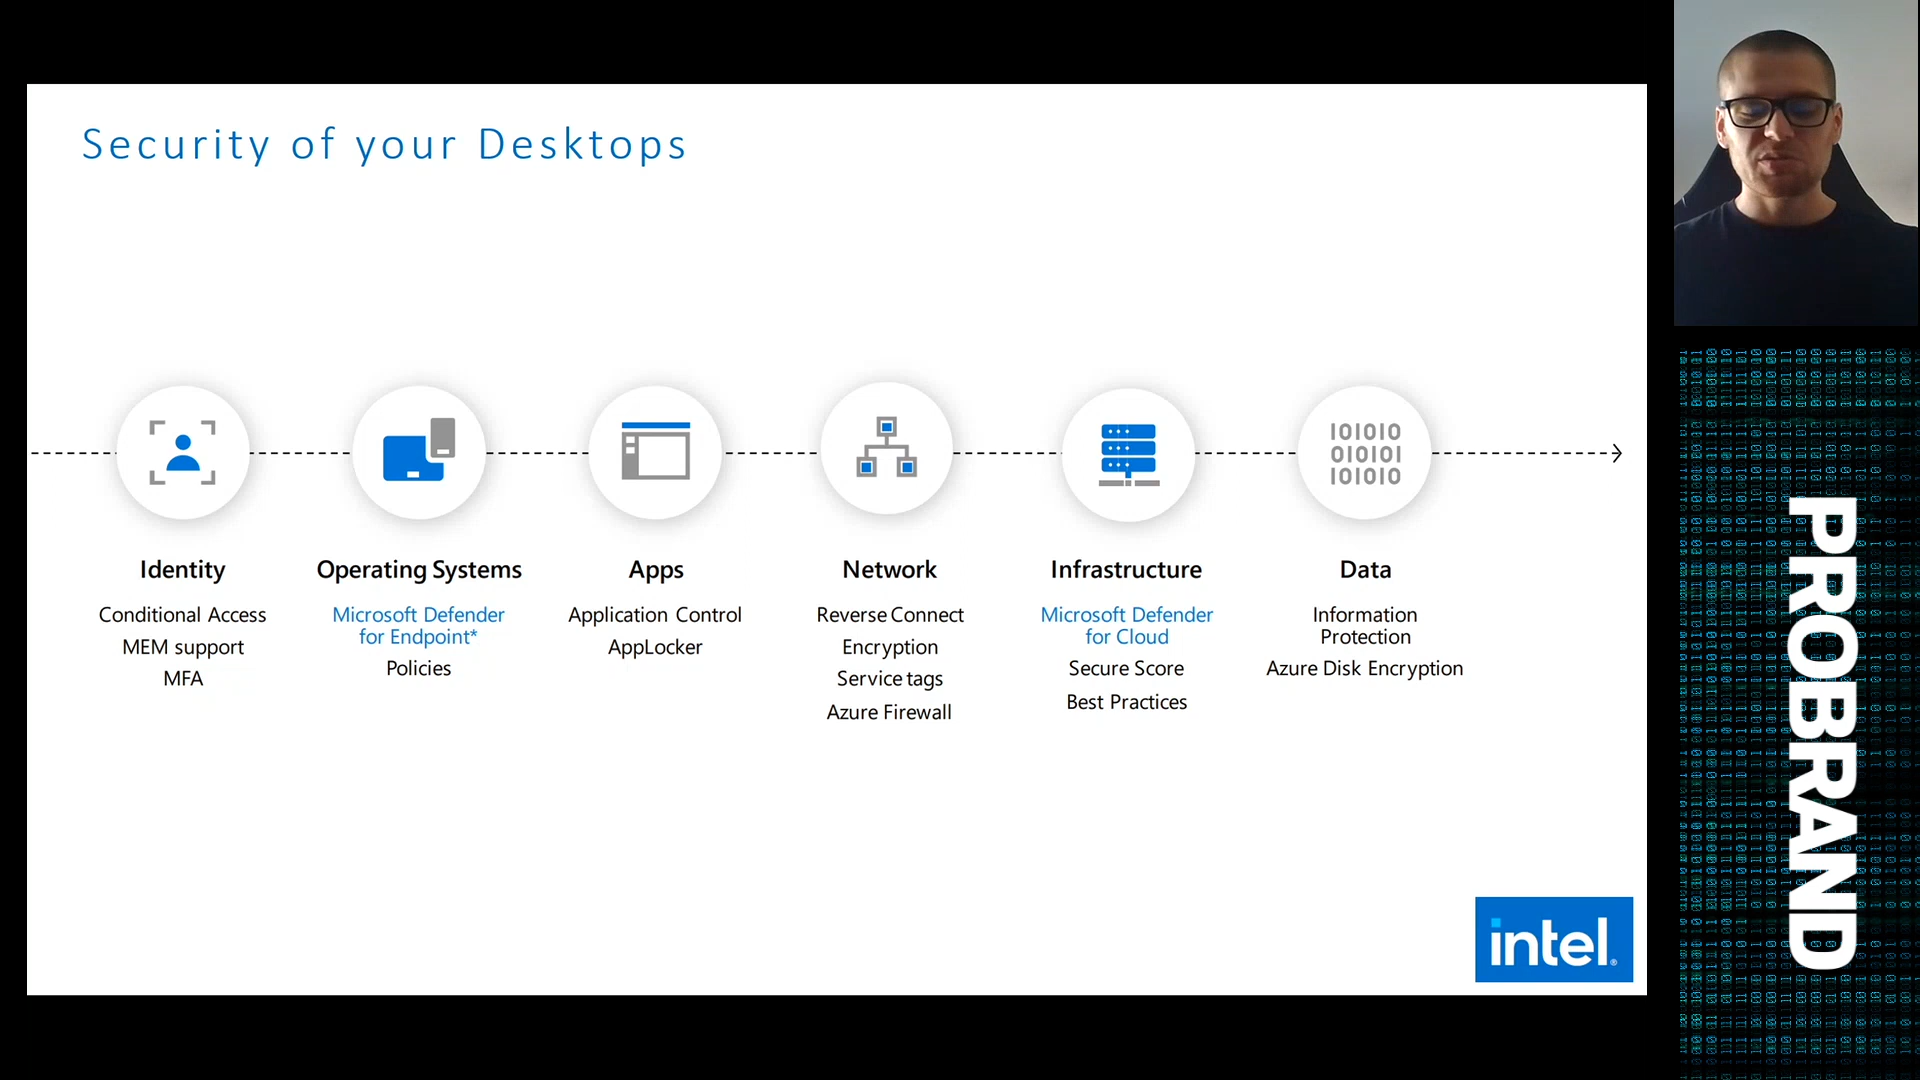 Security of your Desktops
10101O
010101
101010
Identity
Conditional Access
MEM support
MFA
Operating Systems
Microsoft Defender
for Endpoint*
Policies
Apps
Application Control
AppLocker
Network
Reverse Connect
Encryption
Service tags
Azure Firewall
Infrastructure
Microsoft Defender
for Cloud
Secure Score
Best Practices
Data
Information
Protection
Azure Disk Encryption
intel.
PROBRAND